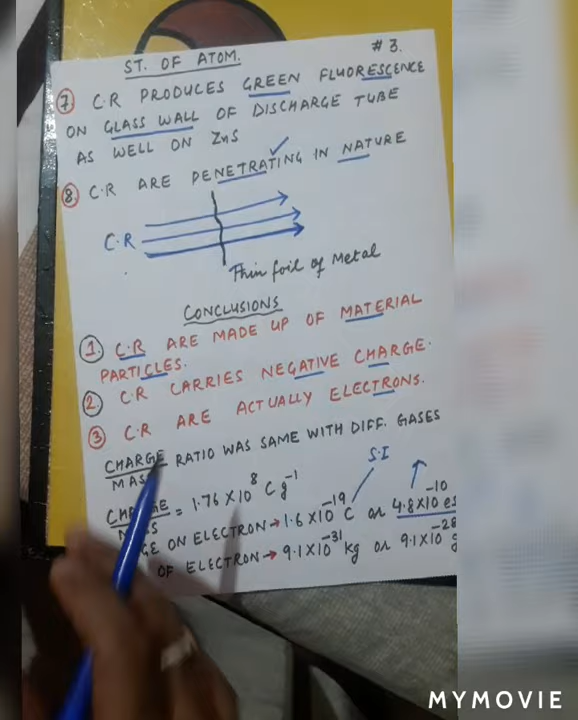 ST. OF ATOM.
# 3.
7 C.R PRODUCES GREEN FLUORESCENCE
ON GLASS WALL OF DISCHARGE TUBE
AS WELL ON ZnS
8. C.R ARE PENETRATING IN NATURE
C.R
Thin foil of Metal
CONCLUSIONS
1. C.R ARE MADE UP OF MATERIAL
PARTICLES.
2. C.R CARRIES NEGATIVE CHARGE.
3 C.R ARE ACTUALLY ELECTRONS.
CHARGE RATIO WAS SAME WITH DIFF. GASES
S.I
= 1.76 × 10⁸ C g⁻¹
ON ELECTRON → 1.6 × 10⁻¹⁹ C or 4.8 × 10⁻¹⁰ es
OF ELECTRON → 9.1 × 10⁻³¹ kg or 9.1 × 10⁻²⁸ g
MYMOVIE